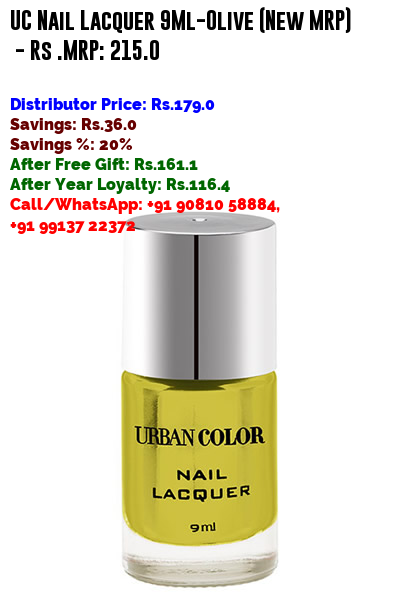 UC Nail Lacquer 9Ml-Olive (New MRP)
- Rs .MRP: 215.0
Distributor Price: Rs.179.0
Savings: Rs.36.0
Savings %: 20%
After Free Gift: Rs.161.1
After Year Loyalty: Rs.116.4
Call/WhatsApp: +91 90810 58884,
+91 99137 22372
URBAN COLOR
NAIL
LACQUER
9ml